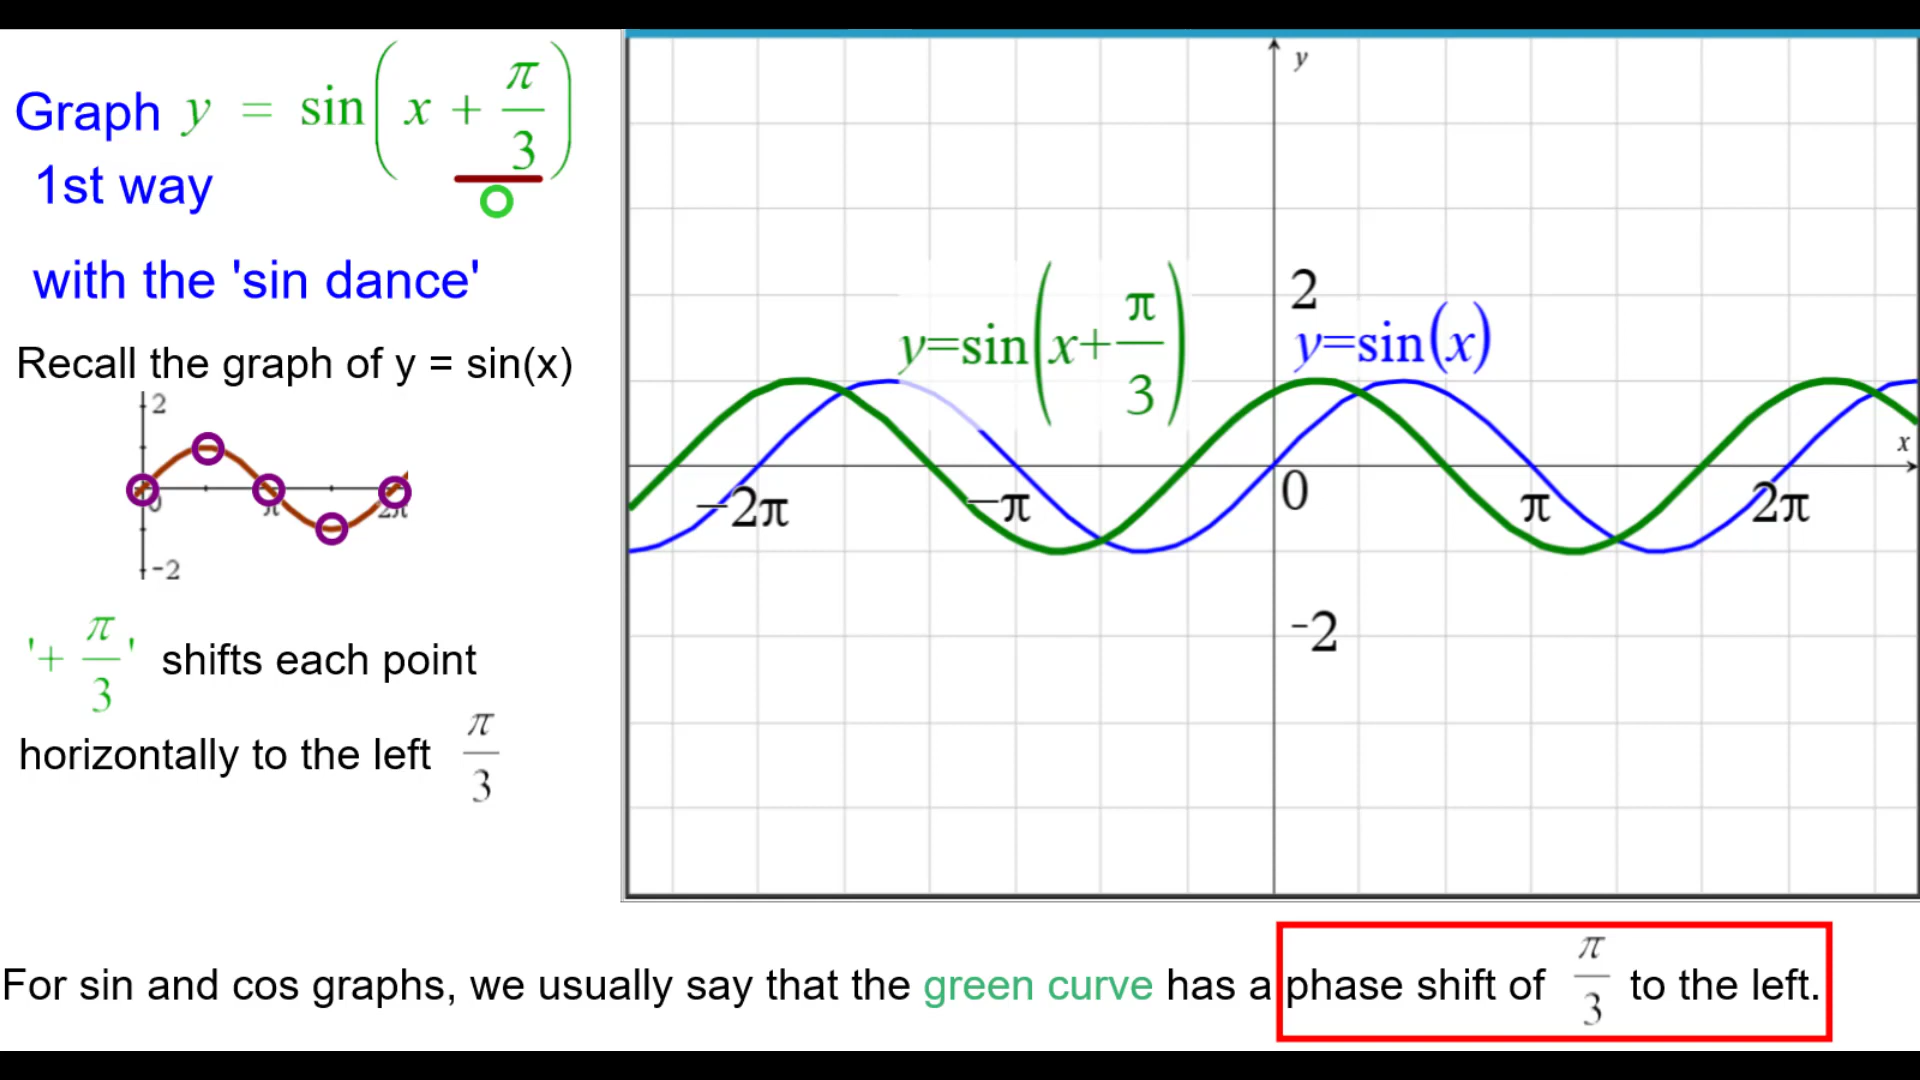 Graph y = sin(x + π/3)
1st way
with the 'sin dance'
Recall the graph of y = sin(x)
2
0 π 2π
-2
'+ π/3' shifts each point
horizontally to the left π/3
y
2
y=sin(x+π/3)
y=sin(x)
x
−2π −π 0 π 2π
-2
For sin and cos graphs, we usually say that the green curve has a phase shift of π/3 to the left.